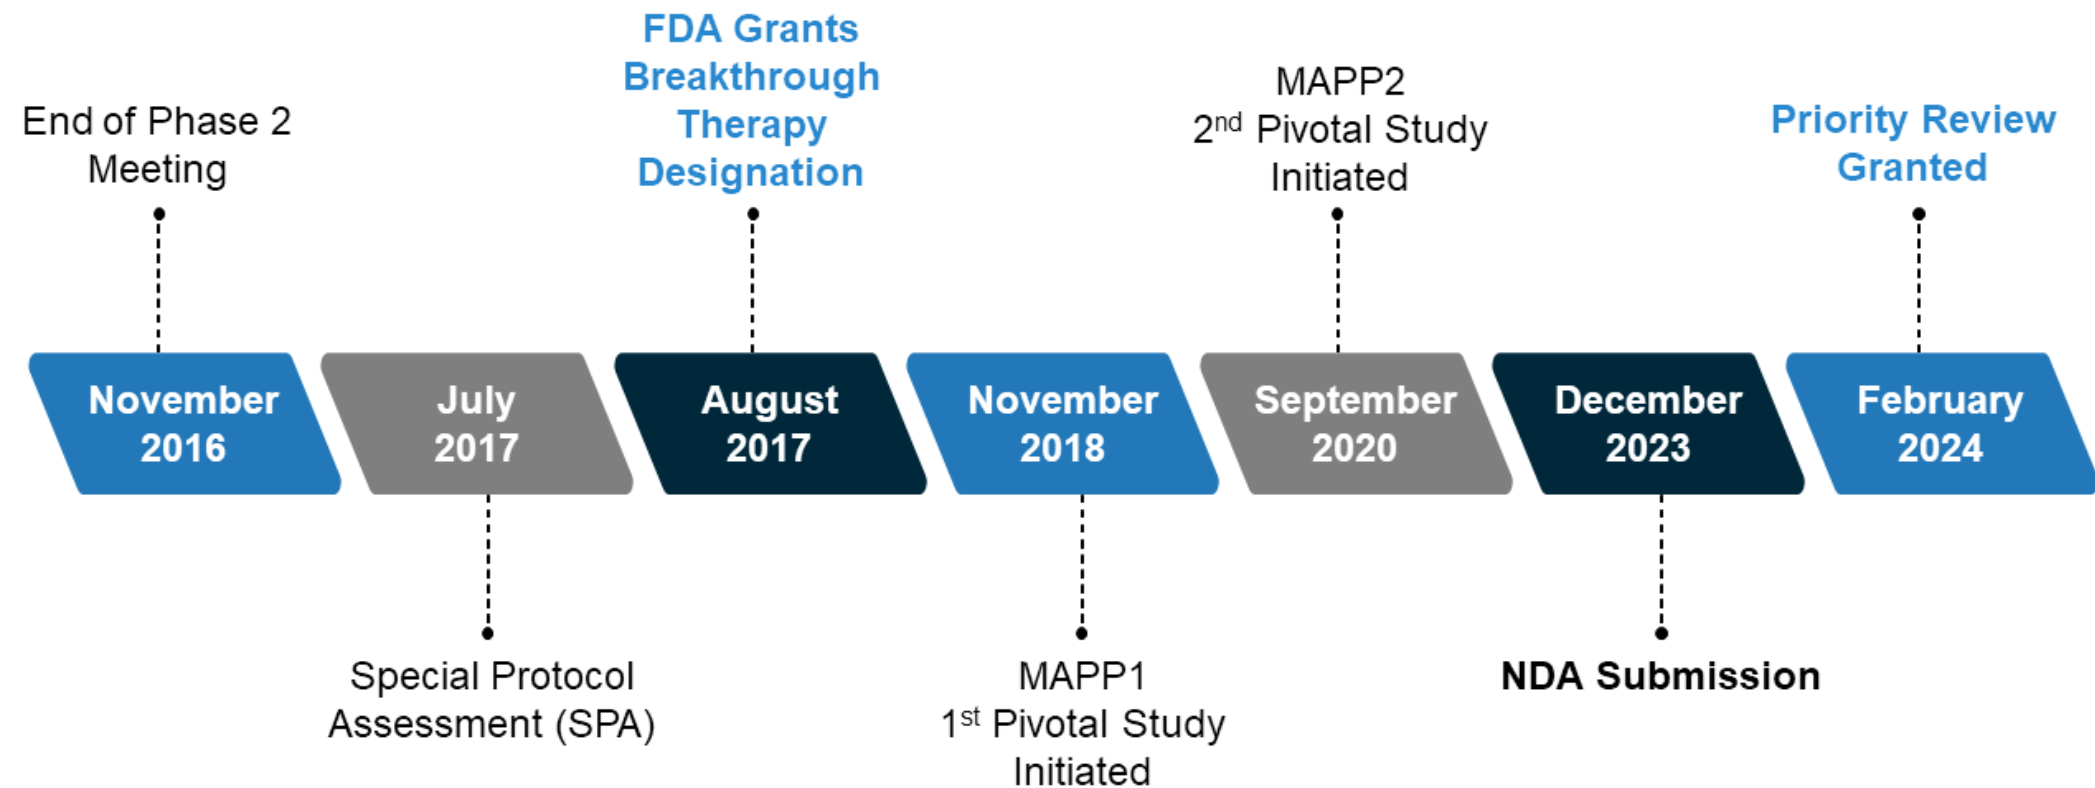 End of Phase 2
Meeting
FDA Grants
Breakthrough
Therapy
Designation
MAPP2
2nd Pivotal Study
Initiated
Priority Review
Granted
November
2016
July
2017
August
2017
November
2018
September
2020
December
2023
February
2024
Special Protocol
Assessment (SPA)
MAPP1
1st Pivotal Study
Initiated
NDA Submission